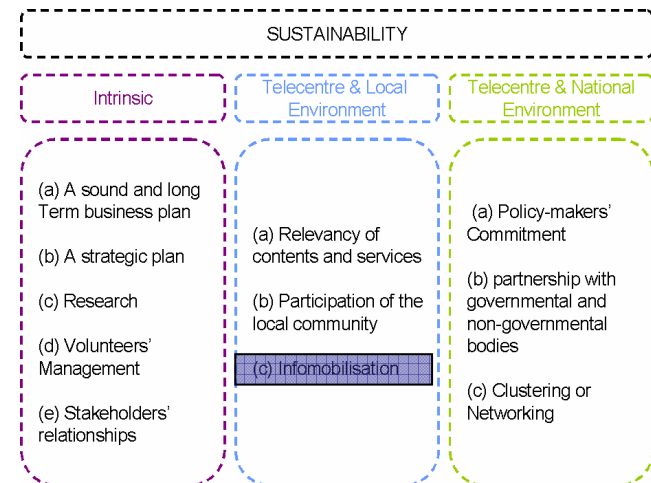 SUSTAINABILITY
Intrinsic
Telecentre & Local
Environment
Telecentre & National
Environment
(a) A sound and long
Term business plan
(b) A strategic plan
(c) Research
(d) Volunteers'
Management
(e) Stakeholders'
relationships
(a) Relevancy of
contents and services
(b) Participation of the
local community
(c) Infomobilisation
(a) Policy-makers'
Commitment
(b) partnership with
governmental and
non-governmental
bodies
(c) Clustering or
Networking